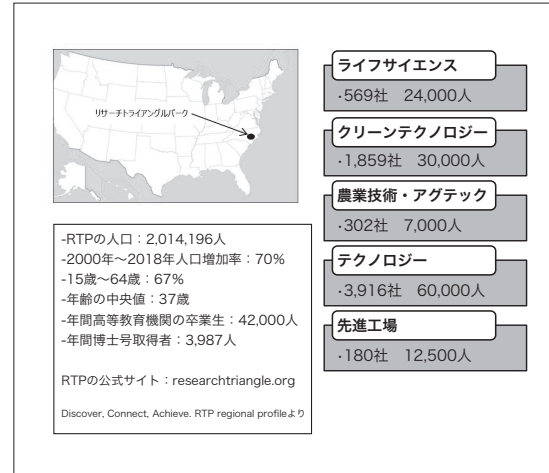 リサーチトライアングルパーク
-RTPの人口：2,014,196人
-2000年〜2018年人口増加率：70%
-15歳〜64歳：67%
-年齢の中央値：37歳
-年間高等教育機関の卒業生：42,000人
-年間博士号取得者：3,987人
RTPの公式サイト：researchtriangle.org
Discover, Connect, Achieve. RTP regional profileより
ライフサイエンス
・569社　24,000人
クリーンテクノロジー
・1,859社　30,000人
農業技術・アグテック
・302社　7,000人
テクノロジー
・3,916社　60,000人
先進工場
・180社　12,500人